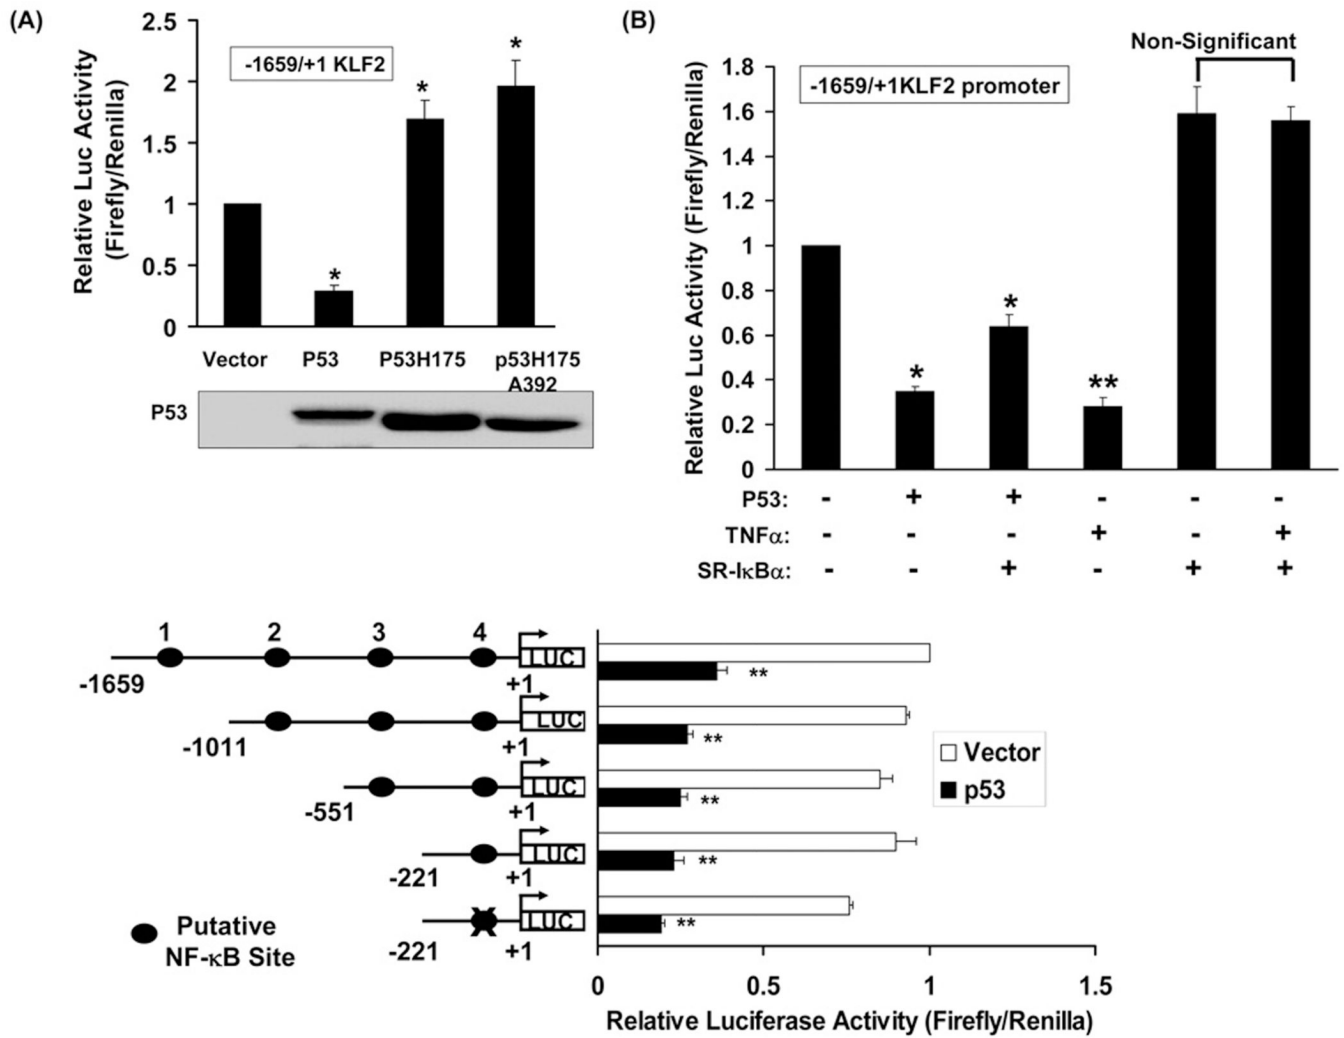 (A)
Relative Luc Activity
(Firefly/Renilla)
2.5
2
1.5
1
0.5
0
-1659/+1 KLF2
*
*
*
Vector P53 P53H175 p53H175
A392
P53
(B)
Relative Luc Activity (Firefly/Renilla)
1.8
1.6
1.4
1.2
1
0.8
0.6
0.4
0.2
0
-1659/+1KLF2 promoter
Non-Significant
*
*
**
P53: - + + - - -
TNFα: - - - + - +
SR-IκBα: - - + - + +
1 2 3 4
LUC
-1659 +1
**
LUC
-1011 +1
**
LUC
-551 +1
**
LUC
-221 +1
**
X LUC
-221 +1
**
Vector
p53
Putative
NF-κB Site
0 0.5 1 1.5
Relative Luciferase Activity (Firefly/Renilla)